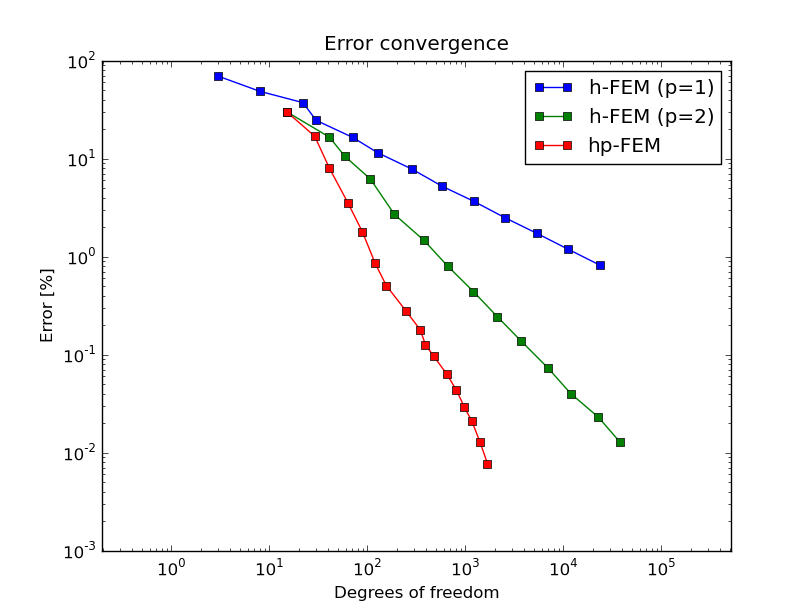 Error convergence
h-FEM (p=1)
h-FEM (p=2)
hp-FEM
10^2
10^1
10^0
10^-1
10^-2
10^-3
Error [%]
10^0 10^1 10^2 10^3 10^4 10^5
Degrees of freedom